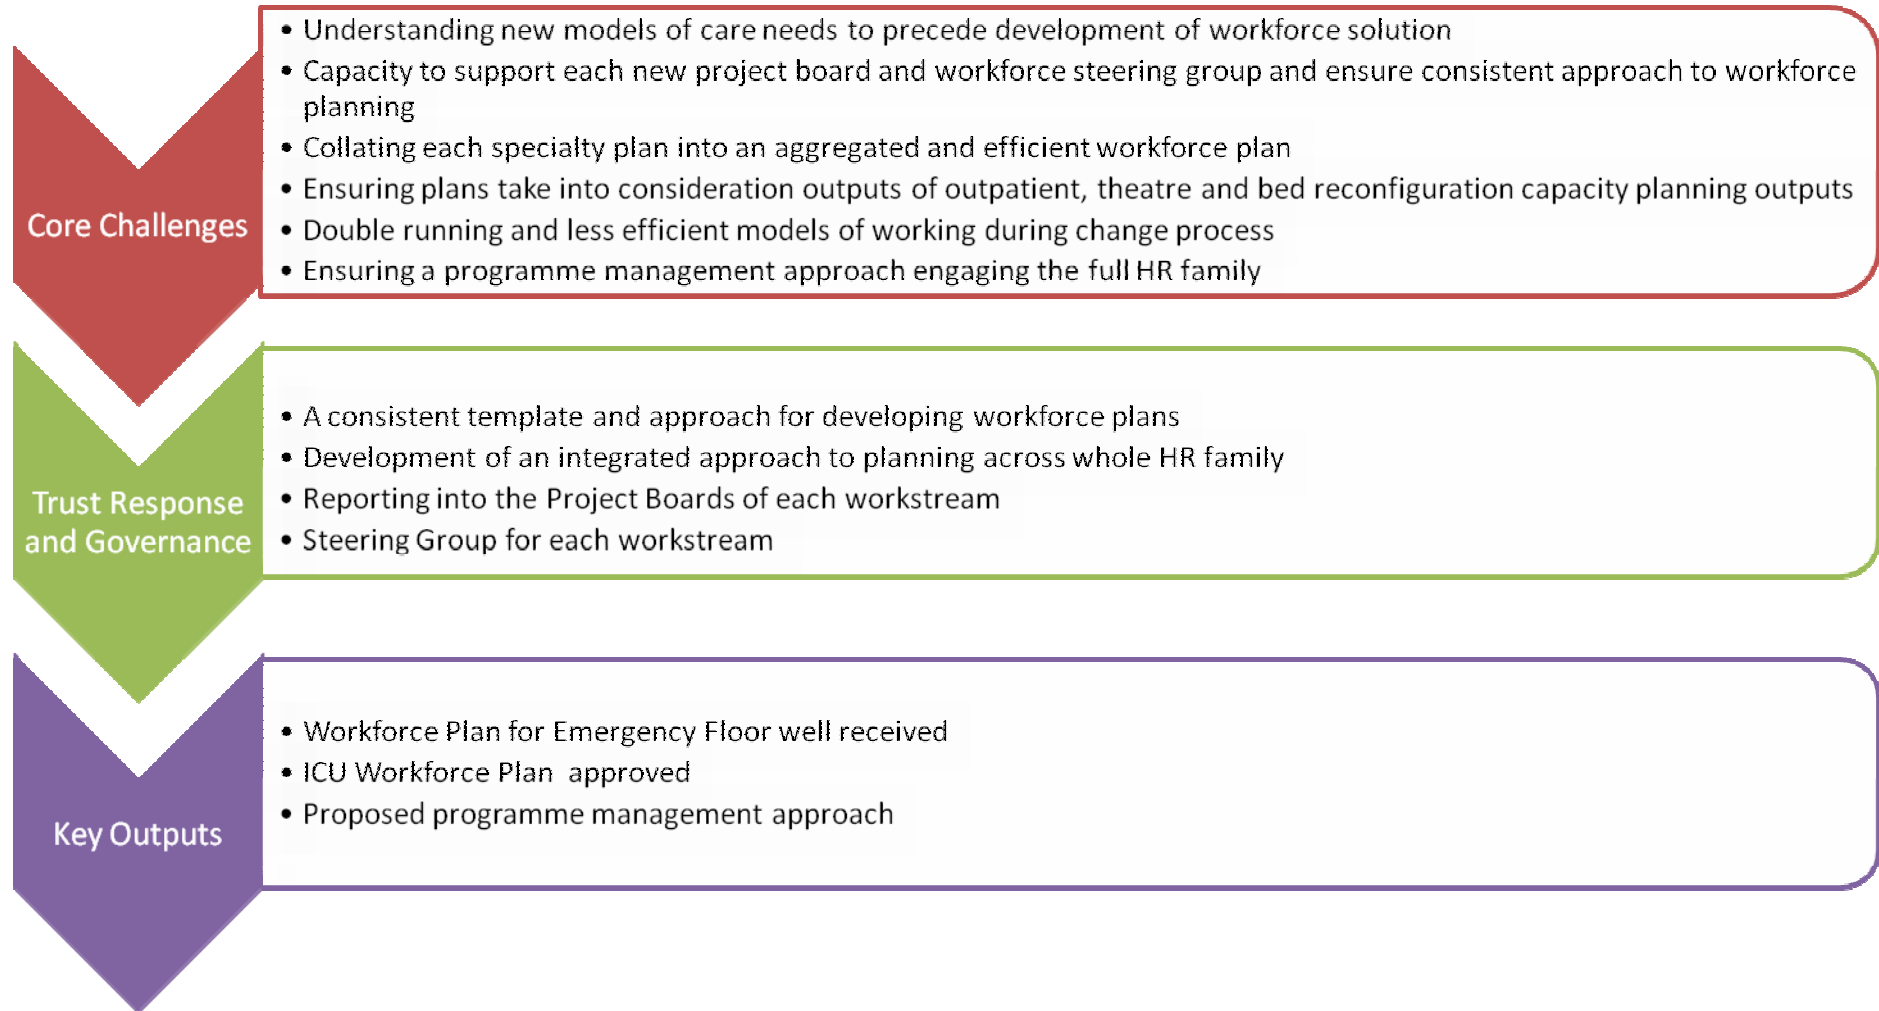 Core Challenges
• Understanding new models of care needs to precede development of workforce solution
• Capacity to support each new project board and workforce steering group and ensure consistent approach to workforce
planning
• Collating each specialty plan into an aggregated and efficient workforce plan
• Ensuring plans take into consideration outputs of outpatient, theatre and bed reconfiguration capacity planning outputs
• Double running and less efficient models of working during change process
• Ensuring a programme management approach engaging the full HR family
Trust Response
and Governance
• A consistent template and approach for developing workforce plans
• Development of an integrated approach to planning across whole HR family
• Reporting into the Project Boards of each workstream
• Steering Group for each workstream
Key Outputs
• Workforce Plan for Emergency Floor well received
• ICU Workforce Plan approved
• Proposed programme management approach